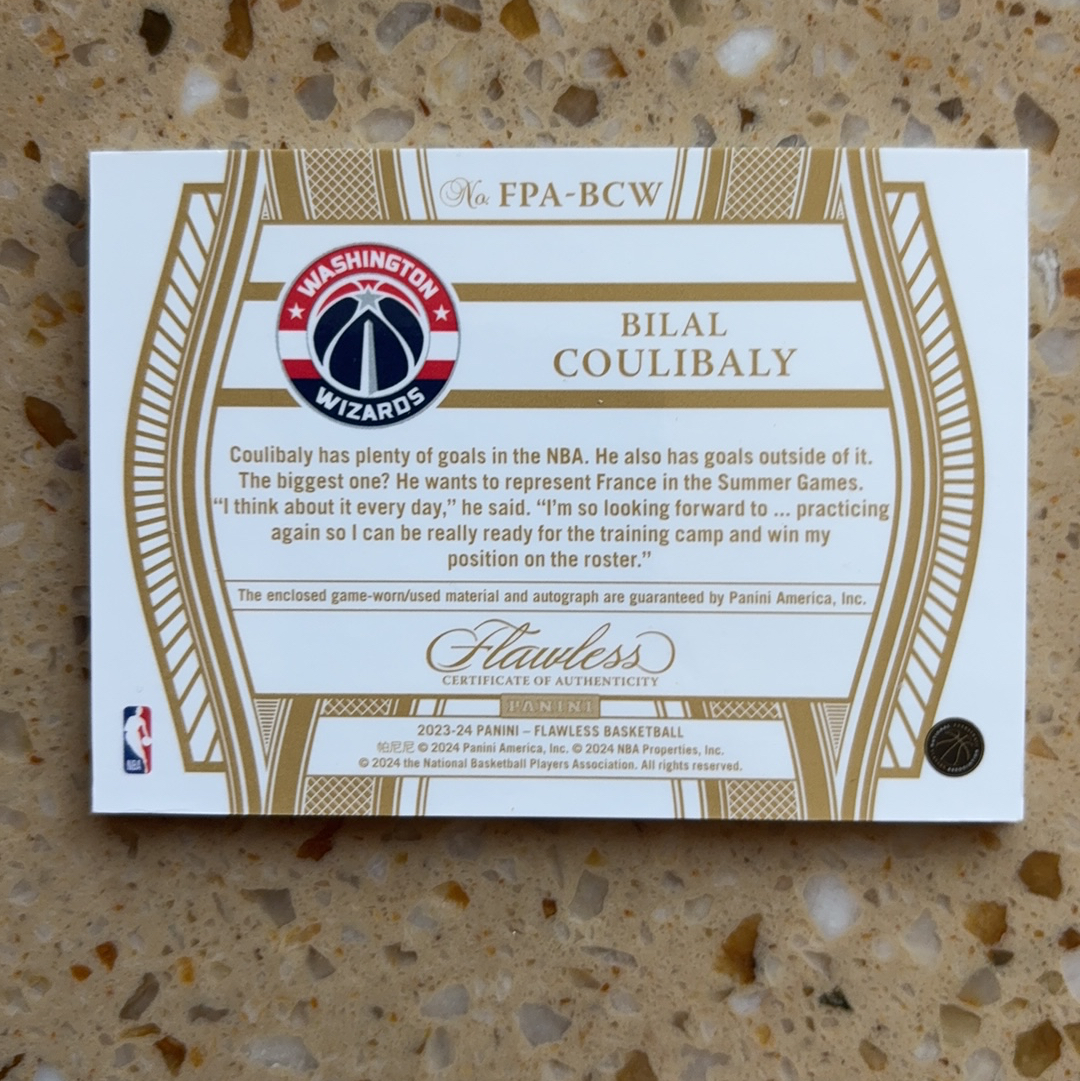 No. FPA-BCW
WASHINGTON
WIZARDS
BILAL
COULIBALY
Coulibaly has plenty of goals in the NBA. He also has goals outside of it.
The biggest one? He wants to represent France in the Summer Games.
“I think about it every day,” he said. “I’m so looking forward to ... practicing
again so I can be really ready for the training camp and win my
position on the roster.”
The enclosed game-worn/used material and autograph are guaranteed by Panini America, Inc.
Flawless
CERTIFICATE OF AUTHENTICITY
PANINI
2023-24 PANINI – FLAWLESS BASKETBALL
帕尼尼 © 2024 Panini America, Inc. © 2024 NBA Properties, Inc.
© 2024 the National Basketball Players Association. All rights reserved.
NBA